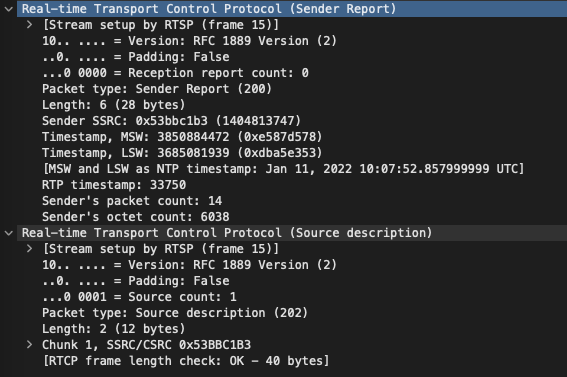 Real-time Transport Control Protocol (Sender Report)
[Stream setup by RTSP (frame 15)]
10.. .... = Version: RFC 1889 Version (2)
..0. .... = Padding: False
...0 0000 = Reception report count: 0
Packet type: Sender Report (200)
Length: 6 (28 bytes)
Sender SSRC: 0x53bbc1b3 (1404813747)
Timestamp, MSW: 3850884472 (0xe587d578)
Timestamp, LSW: 3685081939 (0xdba5e353)
[MSW and LSW as NTP timestamp: Jan 11, 2022 10:07:52.857999999 UTC]
RTP timestamp: 33750
Sender's packet count: 14
Sender's octet count: 6038
Real-time Transport Control Protocol (Source description)
[Stream setup by RTSP (frame 15)]
10.. .... = Version: RFC 1889 Version (2)
..0. .... = Padding: False
...0 0001 = Source count: 1
Packet type: Source description (202)
Length: 2 (12 bytes)
Chunk 1, SSRC/CSRC 0x53BBC1B3
[RTCP frame length check: OK - 40 bytes]